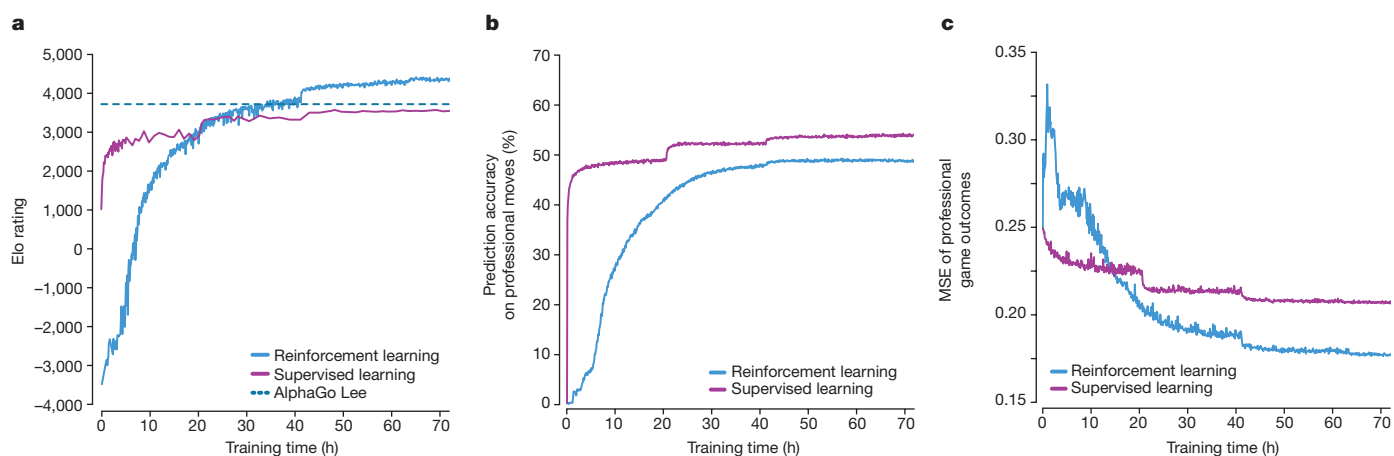 a
5,000
4,000
3,000
2,000
1,000
0
–1,000
–2,000
–3,000
–4,000
Elo rating
0 10 20 30 40 50 60 70
Training time (h)
Reinforcement learning
Supervised learning
AlphaGo Lee
b
70
60
50
40
30
20
10
0
Prediction accuracy
on professional moves (%)
0 10 20 30 40 50 60 70
Training time (h)
Reinforcement learning
Supervised learning
c
0.35
0.30
0.25
0.20
0.15
MSE of professional
game outcomes
0 10 20 30 40 50 60 70
Training time (h)
Reinforcement learning
Supervised learning